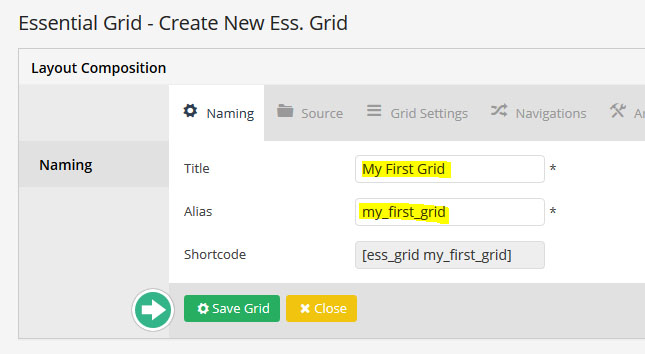 Essential Grid - Create New Ess. Grid
Layout Composition
Naming Source Grid Settings Navigations
Naming
Title My First Grid *
Alias my_first_grid *
Shortcode [ess_grid my_first_grid]
Save Grid Close